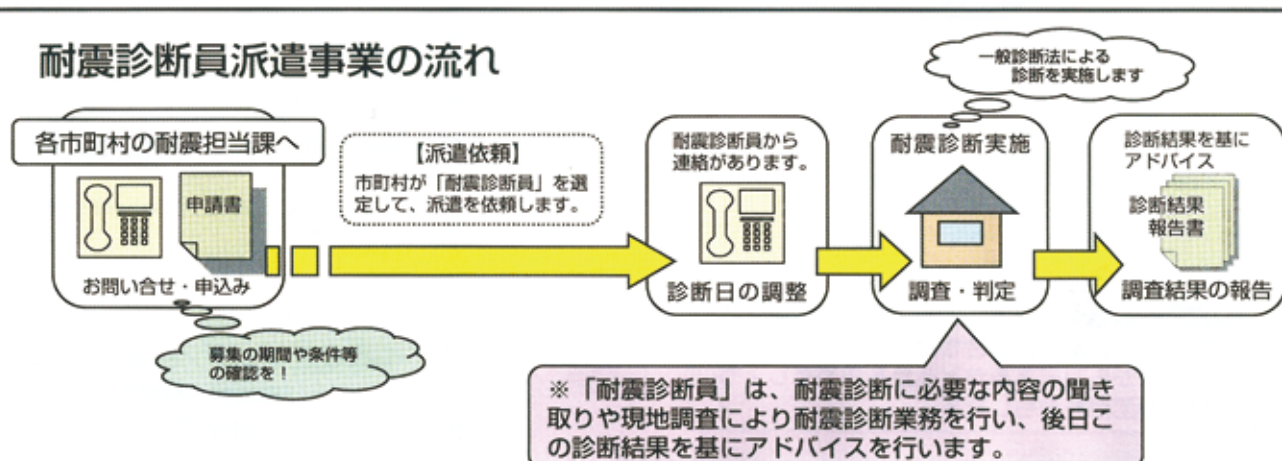 耐震診断員派遣事業の流れ
各市町村の耐震担当課へ
申請書
お問い合せ・申込み
募集の期間や条件等
の確認を！
【派遣依頼】
市町村が「耐震診断員」を選
定して、派遣を依頼します。
耐震診断員から
連絡があります。
診断日の調整
一般診断法による
診断を実施します
耐震診断実施
調査・判定
診断結果を基に
アドバイス
診断結果
報告書
調査結果の報告
※「耐震診断員」は、耐震診断に必要な内容の聞き
取りや現地調査により耐震診断業務を行い、後日こ
の診断結果を基にアドバイスを行います。